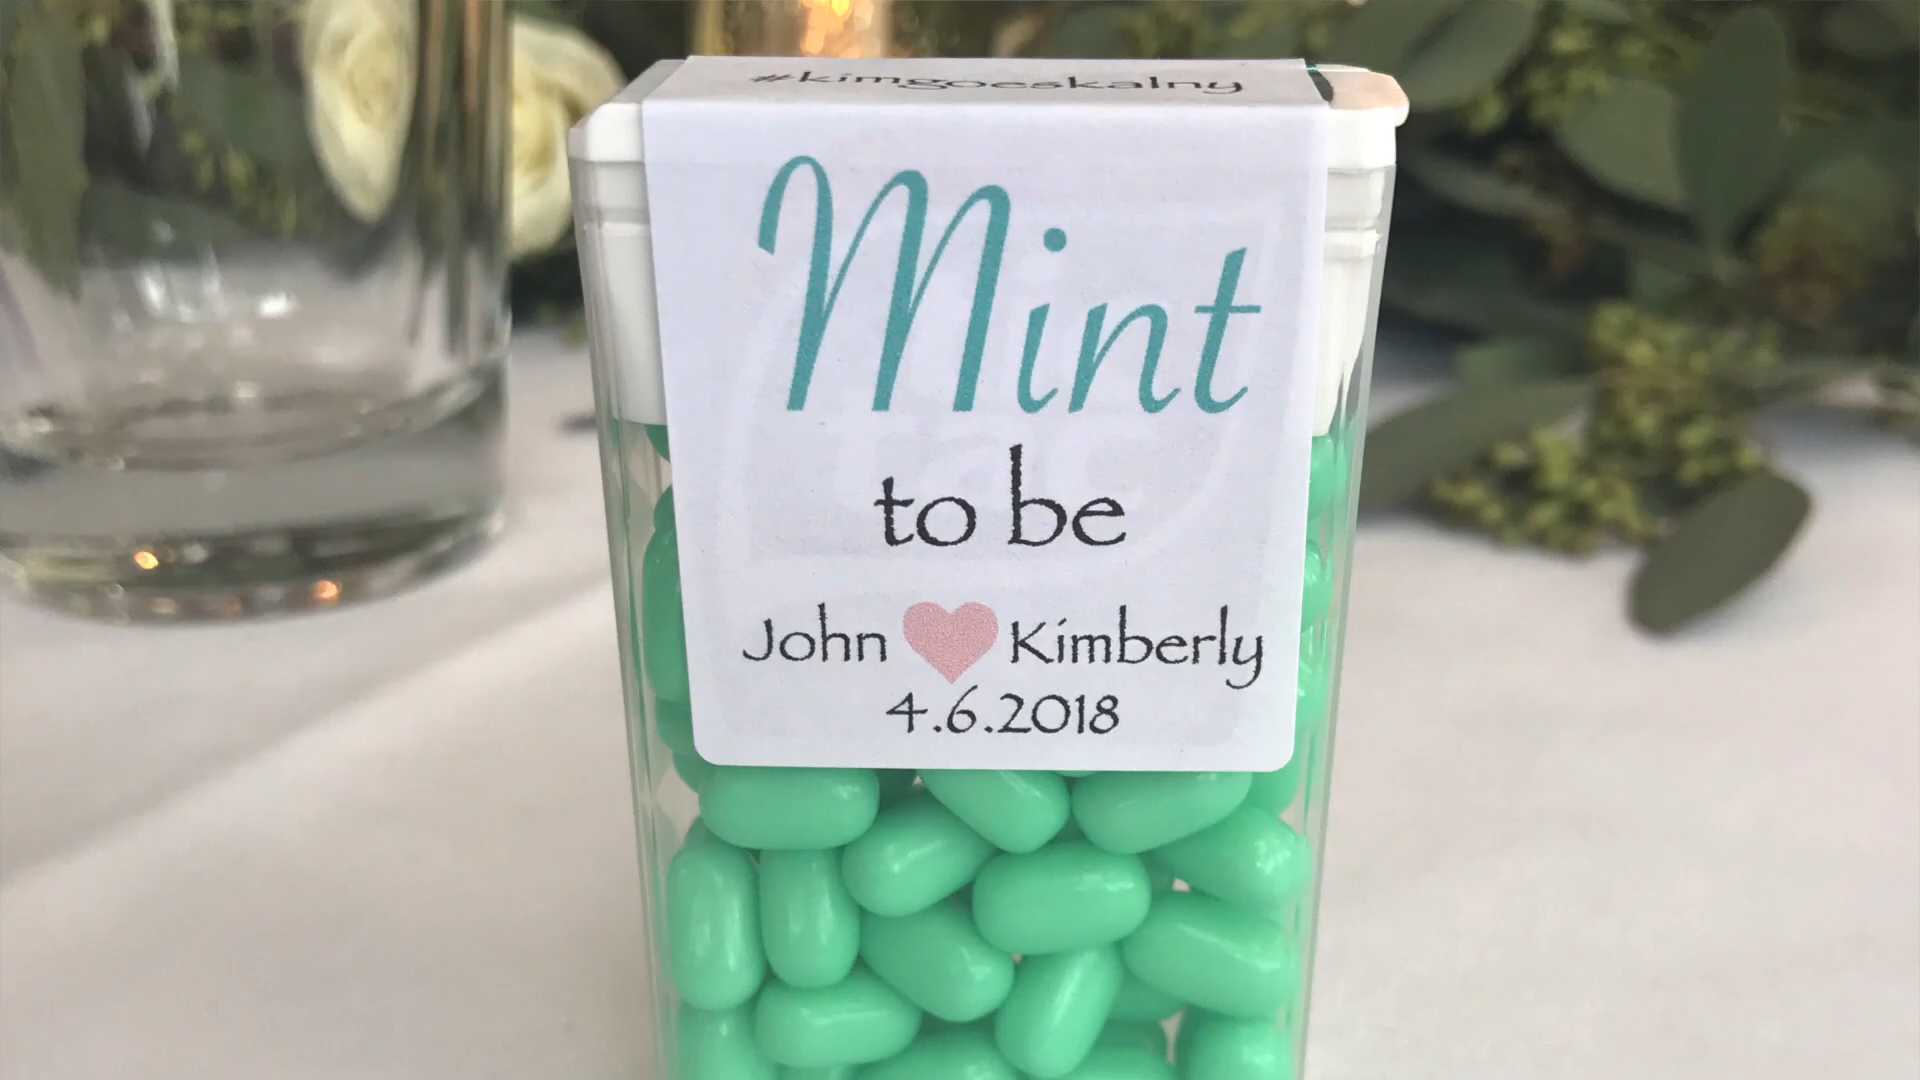 #kimgoeskalny
Mint
to be
John Kimberly
4.6.2018